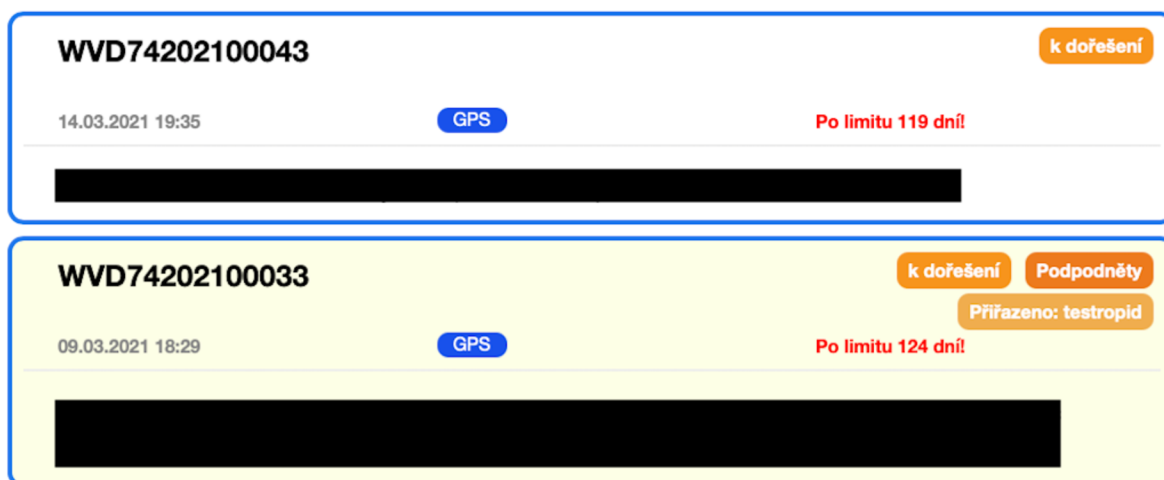 WVD74202100043 k dořešení
14.03.2021 19:35 GPS Po limitu 119 dní!
WVD74202100033 k dořešení Podpodněty
Přiřazeno: testropid
09.03.2021 18:29 GPS Po limitu 124 dní!